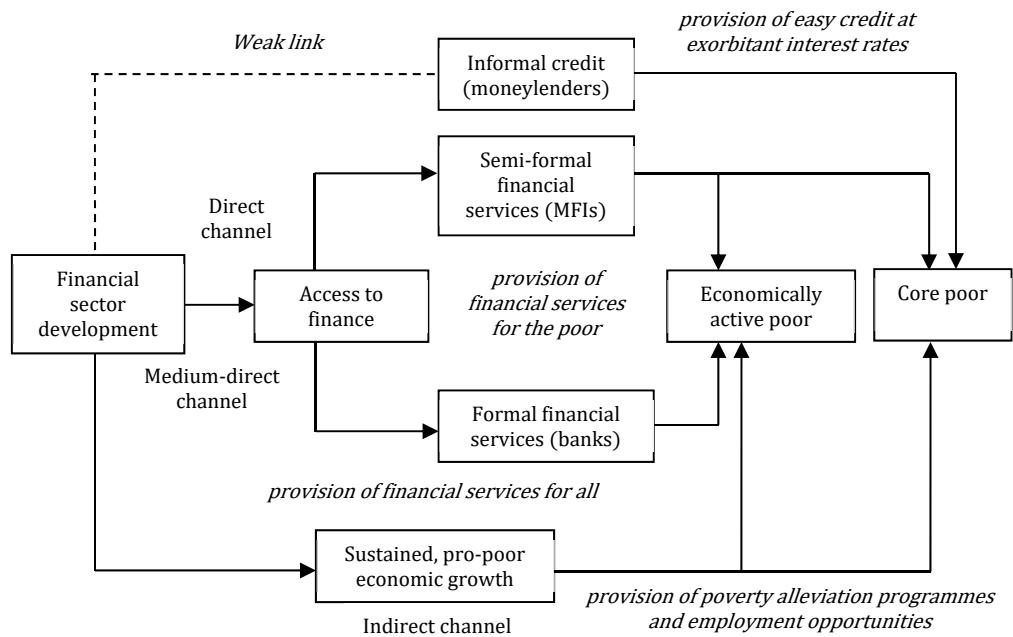 Weak link
provision of easy credit at
exorbitant interest rates
Informal credit
(moneylenders)
Semi-formal
financial
services (MFIs)
Direct
channel
Financial
sector
development
Access to
finance
provision of
financial services
for the poor
Economically
active poor
Core poor
Medium-direct
channel
Formal financial
services (banks)
provision of financial services for all
Sustained, pro-poor
economic growth
provision of poverty alleviation programmes
and employment opportunities
Indirect channel